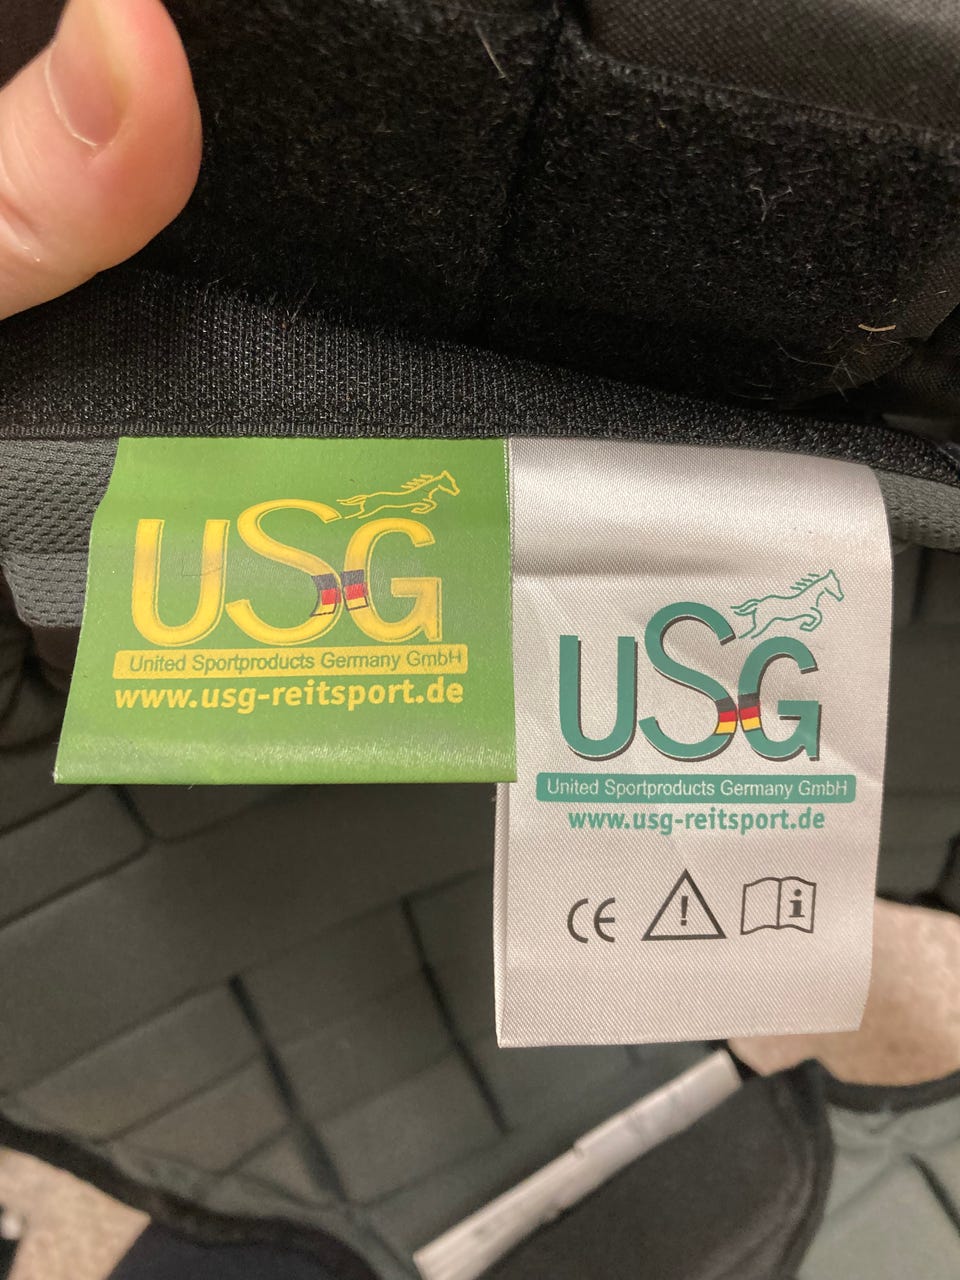 USG
United Sportproducts Germany GmbH
www.usg-reitsport.de
USG
United Sportproducts Germany GmbH
www.usg-reitsport.de
CE